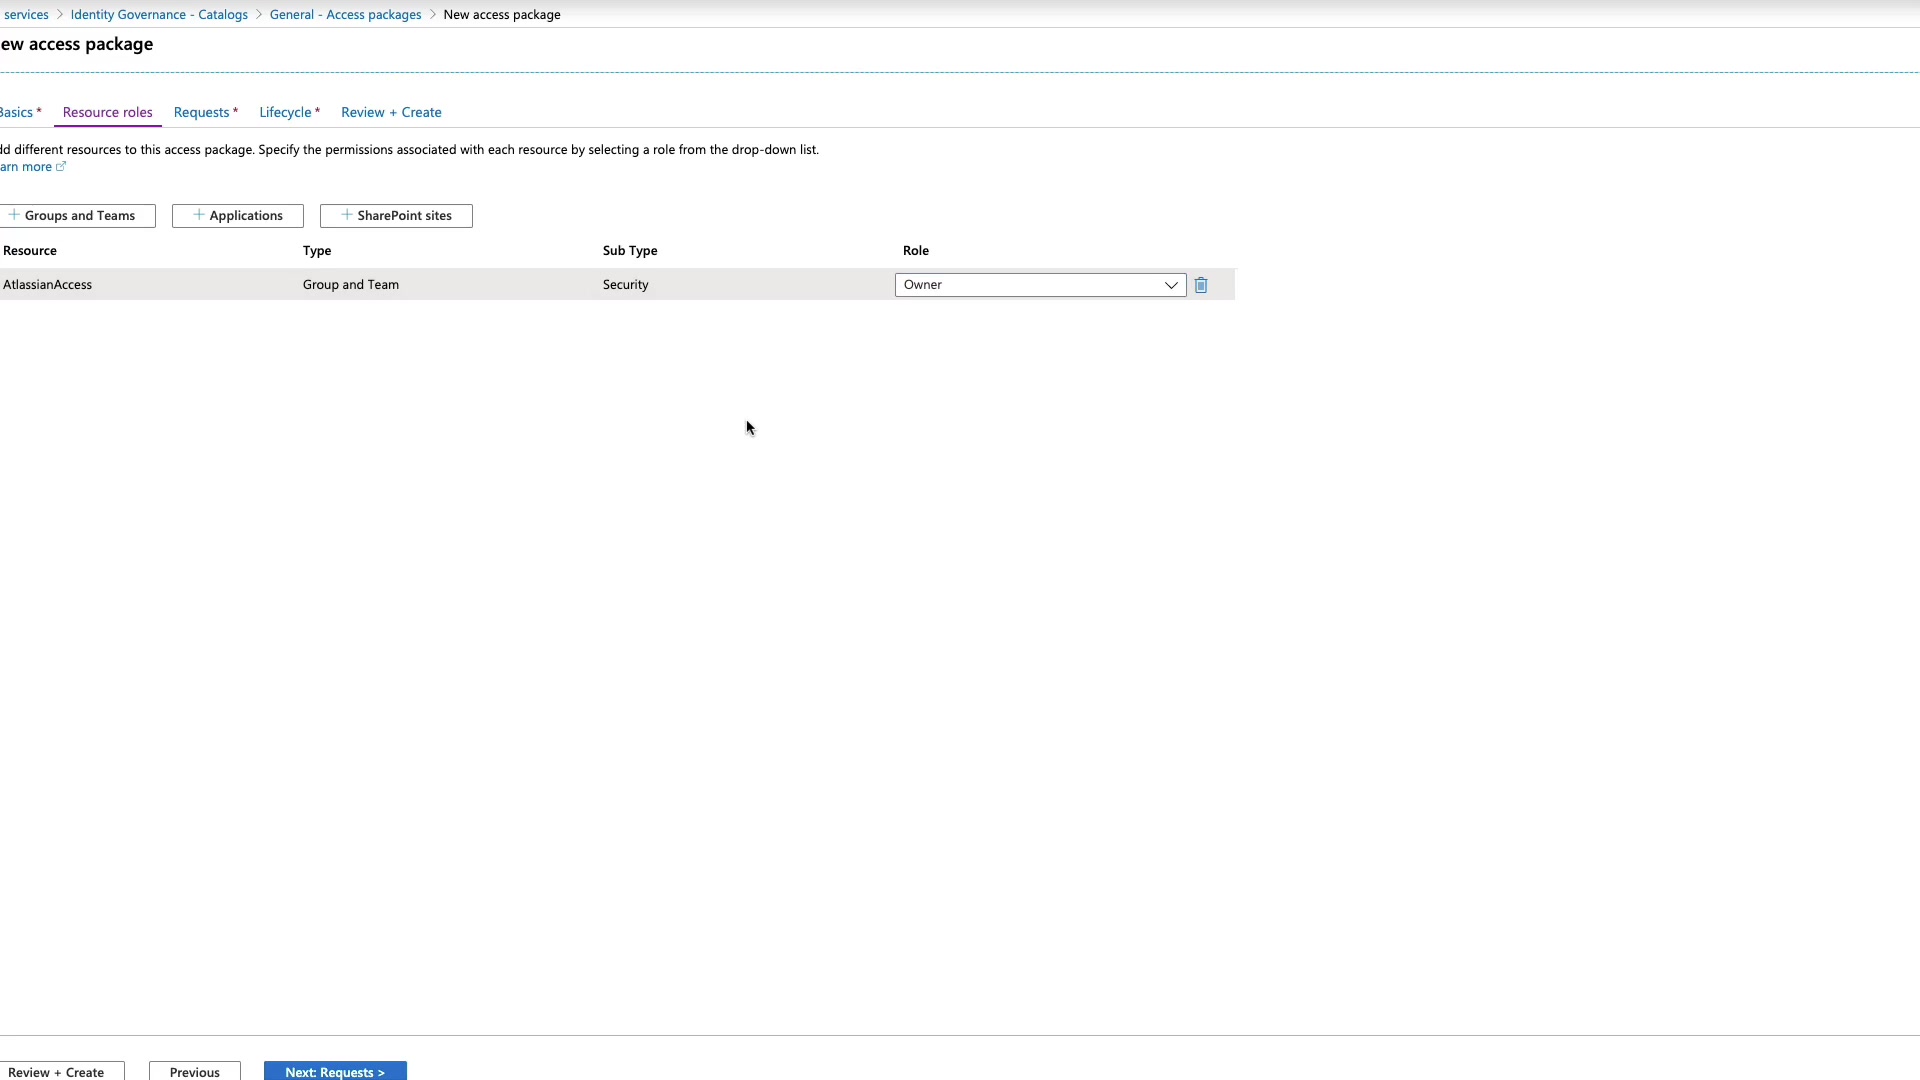 services > Identity Governance - Catalogs > General - Access packages > New access package
ew access package
Basics * Resource roles Requests * Lifecycle * Review + Create
dd different resources to this access package. Specify the permissions associated with each resource by selecting a role from the drop-down list.
arn more
+ Groups and Teams + Applications + SharePoint sites
Resource Type Sub Type Role
AtlassianAccess Group and Team Security Owner
Review + Create Previous Next: Requests >